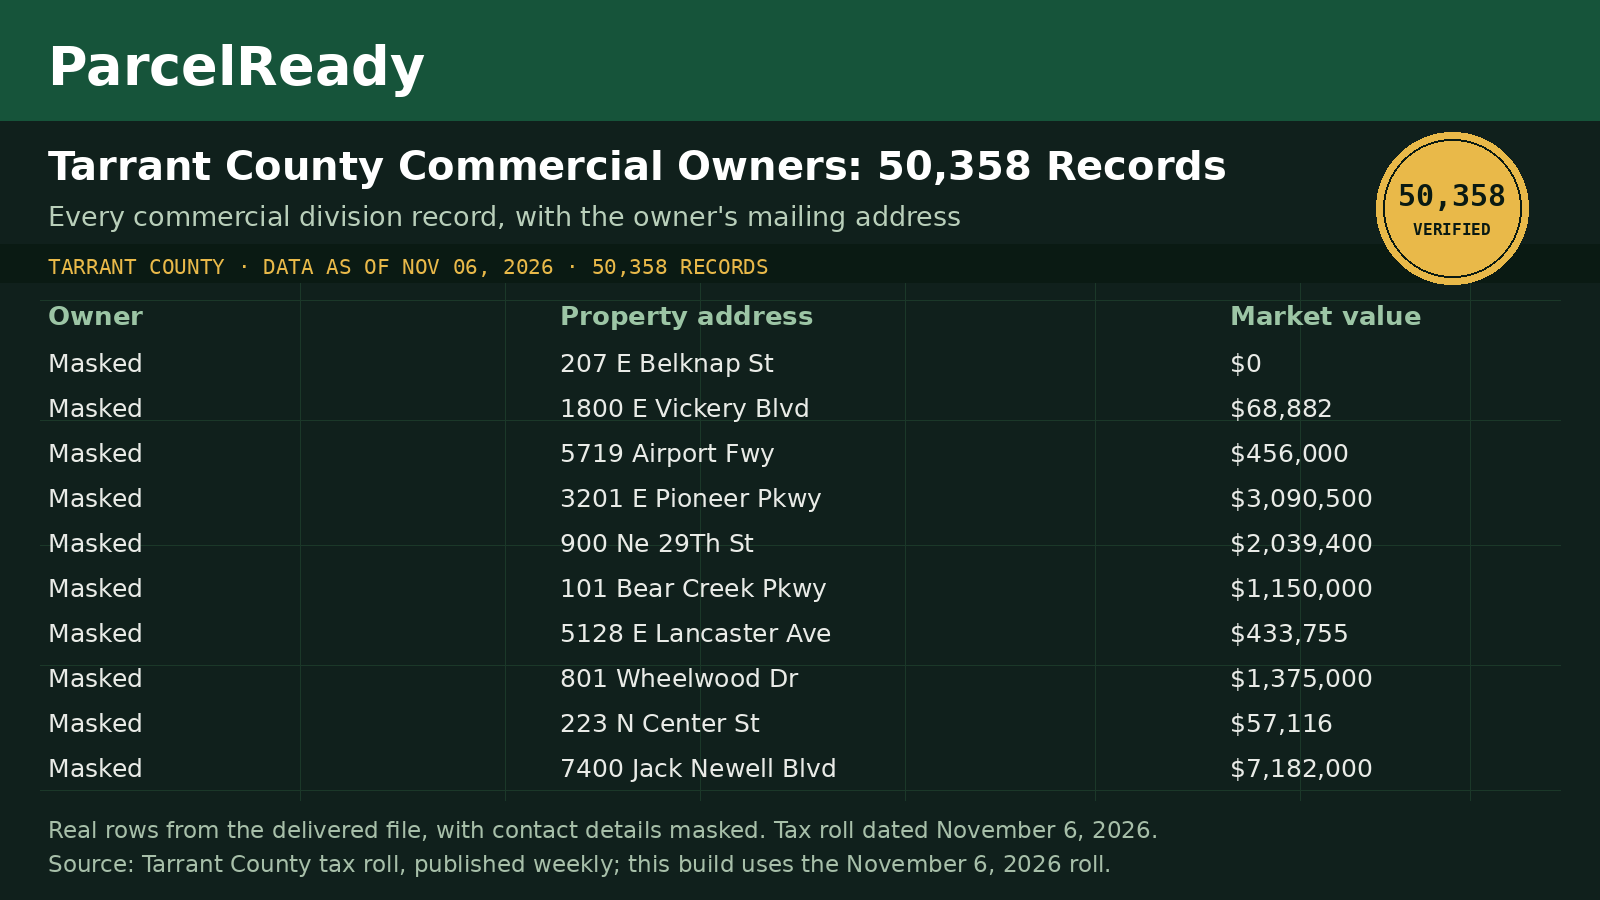 ParcelReady
Tarrant County Commercial Owners: 50,358 Records
Every commercial division record, with the owner's mailing address
50,358
VERIFIED
TARRANT COUNTY · DATA AS OF NOV 06, 2026 · 50,358 RECORDS
Owner Property address Market value
Masked 207 E Belknap St $0
Masked 1800 E Vickery Blvd $68,882
Masked 5719 Airport Fwy $456,000
Masked 3201 E Pioneer Pkwy $3,090,500
Masked 900 Ne 29Th St $2,039,400
Masked 101 Bear Creek Pkwy $1,150,000
Masked 5128 E Lancaster Ave $433,755
Masked 801 Wheelwood Dr $1,375,000
Masked 223 N Center St $57,116
Masked 7400 Jack Newell Blvd $7,182,000
Real rows from the delivered file, with contact details masked. Tax roll dated November 6, 2026.
Source: Tarrant County tax roll, published weekly; this build uses the November 6, 2026 roll.